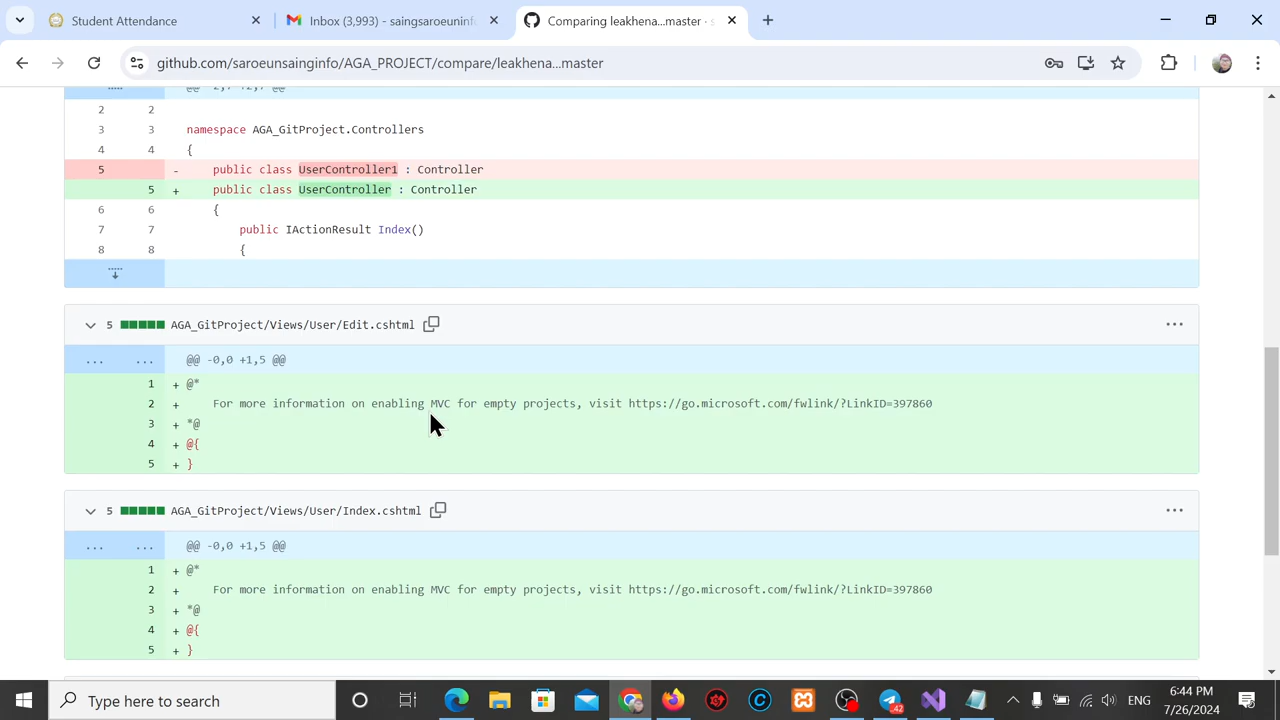 Student Attendance
Inbox (3,993) - saingsaroeuninf
Comparing leakhena...master · s
github.com/saroeunsainginfo/AGA_PROJECT/compare/leakhena...master
2 2
3 3 namespace AGA_GitProject.Controllers
4 4 {
5 - public class UserController1 : Controller
5 + public class UserController : Controller
6 6 {
7 7 public IActionResult Index()
8 8 {
5 AGA_GitProject/Views/User/Edit.cshtml
... ... @@ -0,0 +1,5 @@
1 + @*
2 + For more information on enabling MVC for empty projects, visit https://go.microsoft.com/fwlink/?LinkID=397860
3 + *@
4 + @{
5 + }
5 AGA_GitProject/Views/User/Index.cshtml
... ... @@ -0,0 +1,5 @@
1 + @*
2 + For more information on enabling MVC for empty projects, visit https://go.microsoft.com/fwlink/?LinkID=397860
3 + *@
4 + @{
5 + }
Type here to search
42
ENG
6:44 PM
7/26/2024